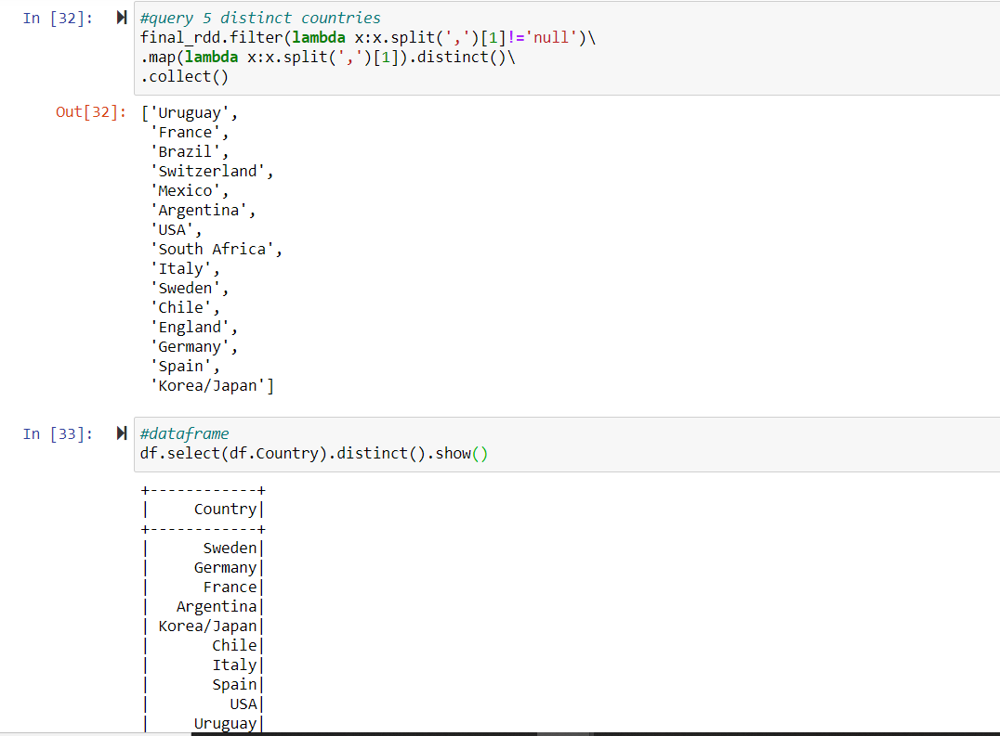 In [32]:
#query 5 distinct countries
final_rdd.filter(lambda x:x.split(',')[1]!='null')\
.map(lambda x:x.split(',')[1]).distinct()\
.collect()
Out[32]: ['Uruguay',
'France',
'Brazil',
'Switzerland',
'Mexico',
'Argentina',
'USA',
'South Africa',
'Italy',
'Sweden',
'Chile',
'England',
'Germany',
'Spain',
'Korea/Japan']
In [33]:
#dataframe
df.select(df.Country).distinct().show()
+------------+
|     Country|
+------------+
|      Sweden|
|     Germany|
|      France|
|   Argentina|
| Korea/Japan|
|       Chile|
|       Italy|
|       Spain|
|         USA|
|     Uruguay|